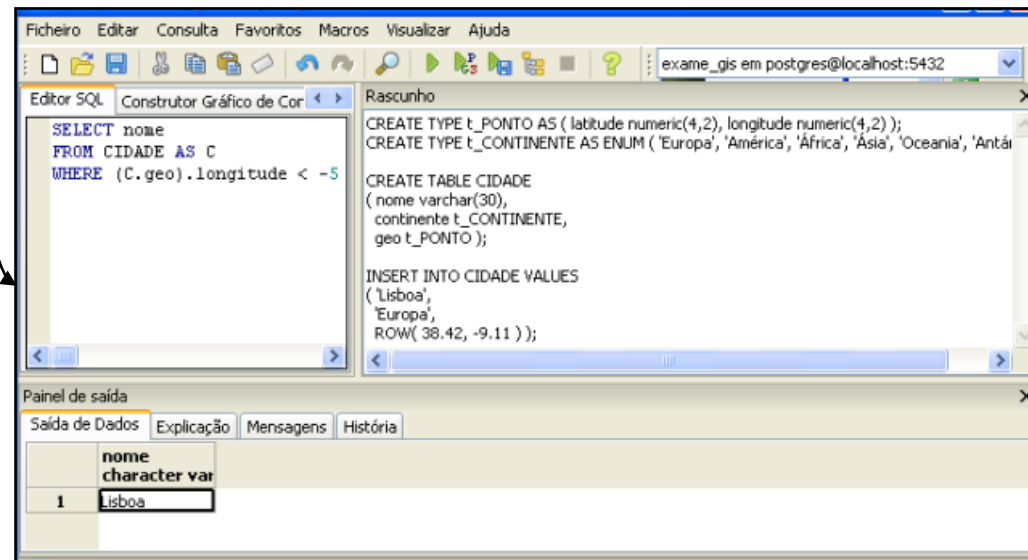 Ficheiro Editar Consulta Favoritos Macros Visualizar Ajuda
exame_gis em postgres@localhost:5432
Editor SQL Construtor Gráfico de Cor
SELECT nome
FROM CIDADE AS C
WHERE (C.geo).longitude < -5
Rascunho
CREATE TYPE t_PONTO AS ( latitude numeric(4,2), longitude numeric(4,2) );
CREATE TYPE t_CONTINENTE AS ENUM ( 'Europa', 'América', 'África', 'Ásia', 'Oceania', 'Antár
CREATE TABLE CIDADE
( nome varchar(30),
continente t_CONTINENTE,
geo t_PONTO );
INSERT INTO CIDADE VALUES
( 'Lisboa',
'Europa',
ROW( 38.42, -9.11 ) );
Painel de saída
Saída de Dados Explicação Mensagens História
nome
character var
1 Lisboa